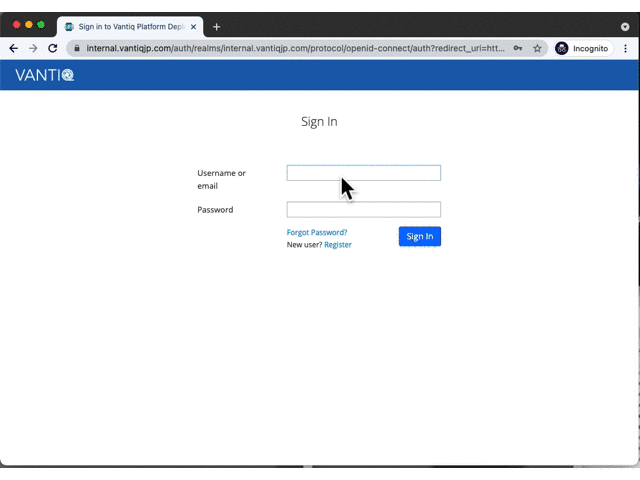 Sign in to Vantiq Platform Depl
internal.vantiqjp.com/auth/realms/internal.vantiqjp.com/protocol/openid-connect/auth?redirect_uri=htt...
Incognito
VANTIQ
Sign In
Username or
email
Password
Forgot Password?
New user? Register
Sign In